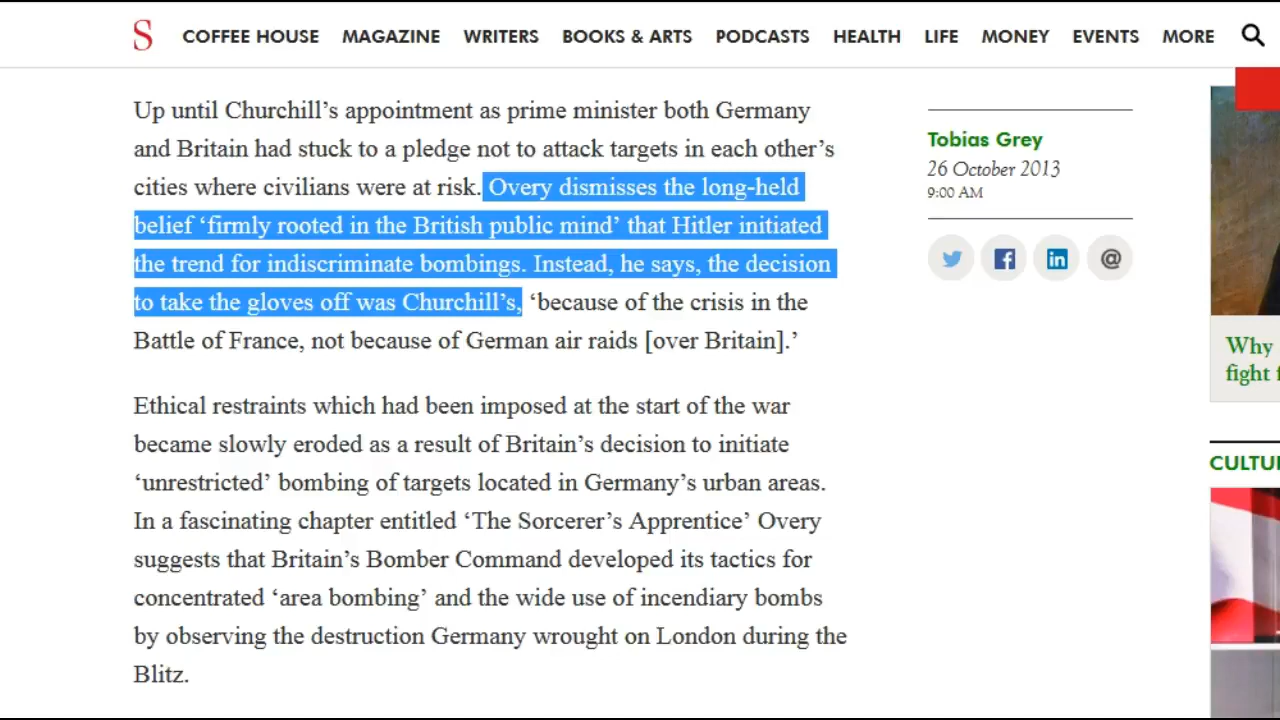 S COFFEE HOUSE MAGAZINE WRITERS BOOKS & ARTS PODCASTS HEALTH LIFE MONEY EVENTS MORE
Up until Churchill’s appointment as prime minister both Germany
and Britain had stuck to a pledge not to attack targets in each other’s
cities where civilians were at risk. Overy dismisses the long-held
belief ‘firmly rooted in the British public mind’ that Hitler initiated
the trend for indiscriminate bombings. Instead, he says, the decision
to take the gloves off was Churchill’s, ‘because of the crisis in the
Battle of France, not because of German air raids [over Britain].’
Ethical restraints which had been imposed at the start of the war
became slowly eroded as a result of Britain’s decision to initiate
‘unrestricted’ bombing of targets located in Germany’s urban areas.
In a fascinating chapter entitled ‘The Sorcerer’s Apprentice’ Overy
suggests that Britain’s Bomber Command developed its tactics for
concentrated ‘area bombing’ and the wide use of incendiary bombs
by observing the destruction Germany wrought on London during the
Blitz.
Tobias Grey
26 October 2013
9:00 AM
f
in
@
Why
fight f
CULTU